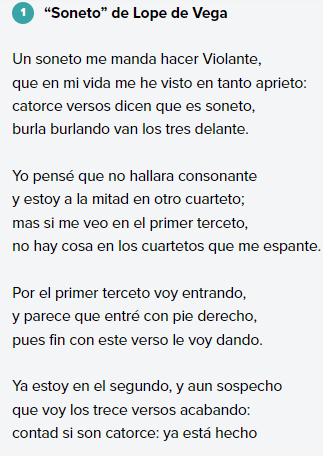 1 “Soneto” de Lope de Vega
Un soneto me manda hacer Violante,
que en mi vida me he visto en tanto aprieto:
catorce versos dicen que es soneto,
burla burlando van los tres delante.
Yo pensé que no hallara consonante
y estoy a la mitad en otro cuarteto;
mas si me veo en el primer terceto,
no hay cosa en los cuartetos que me espante.
Por el primer terceto voy entrando,
y parece que entré con pie derecho,
pues fin con este verso le voy dando.
Ya estoy en el segundo, y aun sospecho
que voy los trece versos acabando:
contad si son catorce: ya está hecho